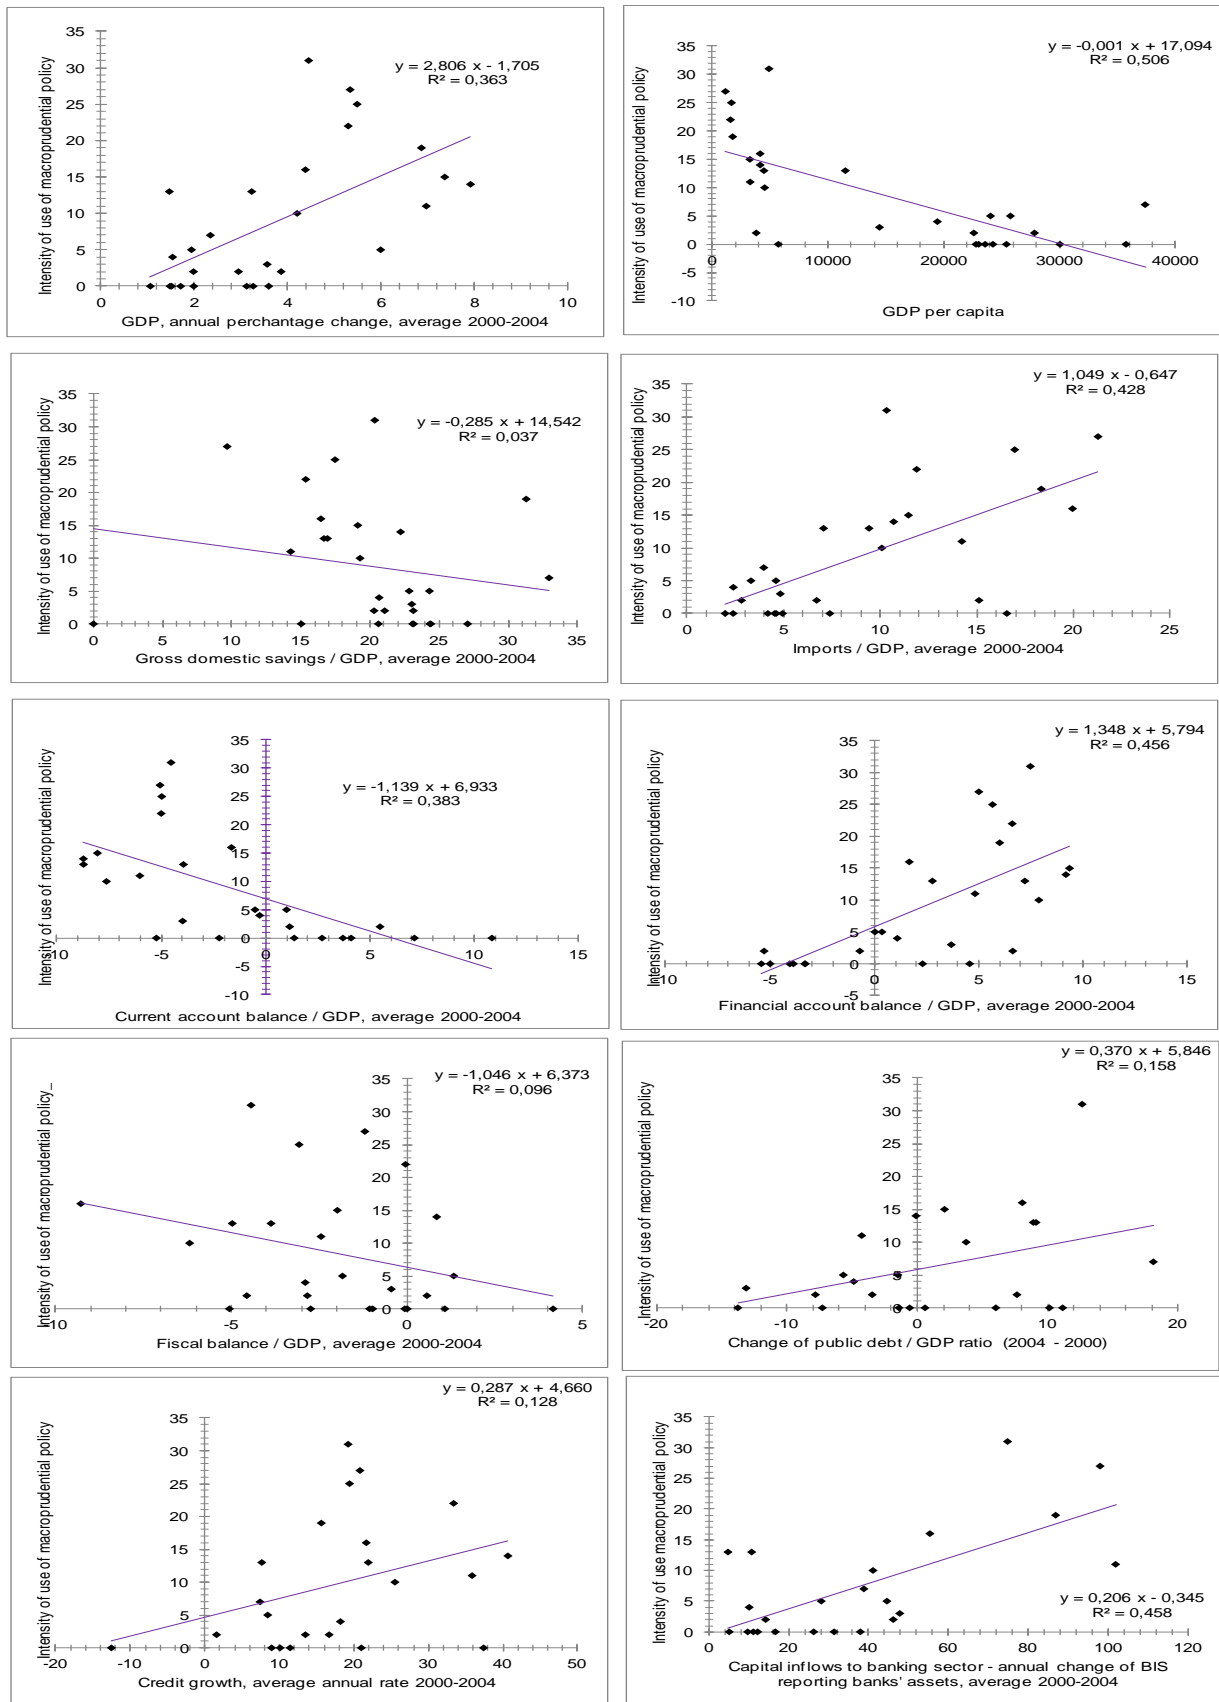 Intensity of use of macroprudential policy
35
30
25
20
15
10
5
0
y = 2,806 x - 1,705
R² = 0,363
0 2 4 6 8 10
GDP, annual perchantage change, average 2000-2004
Intensity of use of macroprudential policy
35
30
25
20
15
10
5
0
-5
-10
y = -0,001 x + 17,094
R² = 0,506
0 10000 20000 30000 40000
GDP per capita
Intensity of use of macroprudential policy
35
30
25
20
15
10
5
0
y = -0,285 x + 14,542
R² = 0,037
0 5 10 15 20 25 30 35
Gross domestic savings / GDP, average 2000-2004
Intensity of use of macroprudential policy
35
30
25
20
15
10
5
0
y = 1,049 x - 0,647
R² = 0,428
0 5 10 15 20 25
Imports / GDP, average 2000-2004
Intensity of use of macroprudential policy
35
30
25
20
15
10
5
0
-5
-10
y = -1,139 x + 6,933
R² = 0,383
-10 -5 0 5 10 15
Current account balance / GDP, average 2000-2004
Intensity of use of macroprudential policy
35
30
25
20
15
10
5
0
-5
y = 1,348 x + 5,794
R² = 0,456
-10 -5 0 5 10 15
Financial account balance / GDP, average 2000-2004
Intensity of use of macroprudential policy_
35
30
25
20
15
10
5
0
y = -1,046 x + 6,373
R² = 0,096
-10 -5 0 5
Fiscal balance / GDP, average 2000-2004
Intensity of use of macroprudential policy
35
30
25
20
15
10
5
0
y = 0,370 x + 5,846
R² = 0,158
-20 -10 0 10 20
Change of public debt / GDP ratio (2004 - 2000)
Intensity of use of macroprudential policy
35
30
25
20
15
10
5
0
y = 0,287 x + 4,660
R² = 0,128
-20 -10 0 10 20 30 40 50
Credit growth, average annual rate 2000-2004
Intensity of use macroprudential policy
35
30
25
20
15
10
5
0
y = 0,206 x - 0,345
R² = 0,458
0 20 40 60 80 100 120
Capital inflows to banking sector - annual change of BIS
reporting banks' assets, average 2000-2004